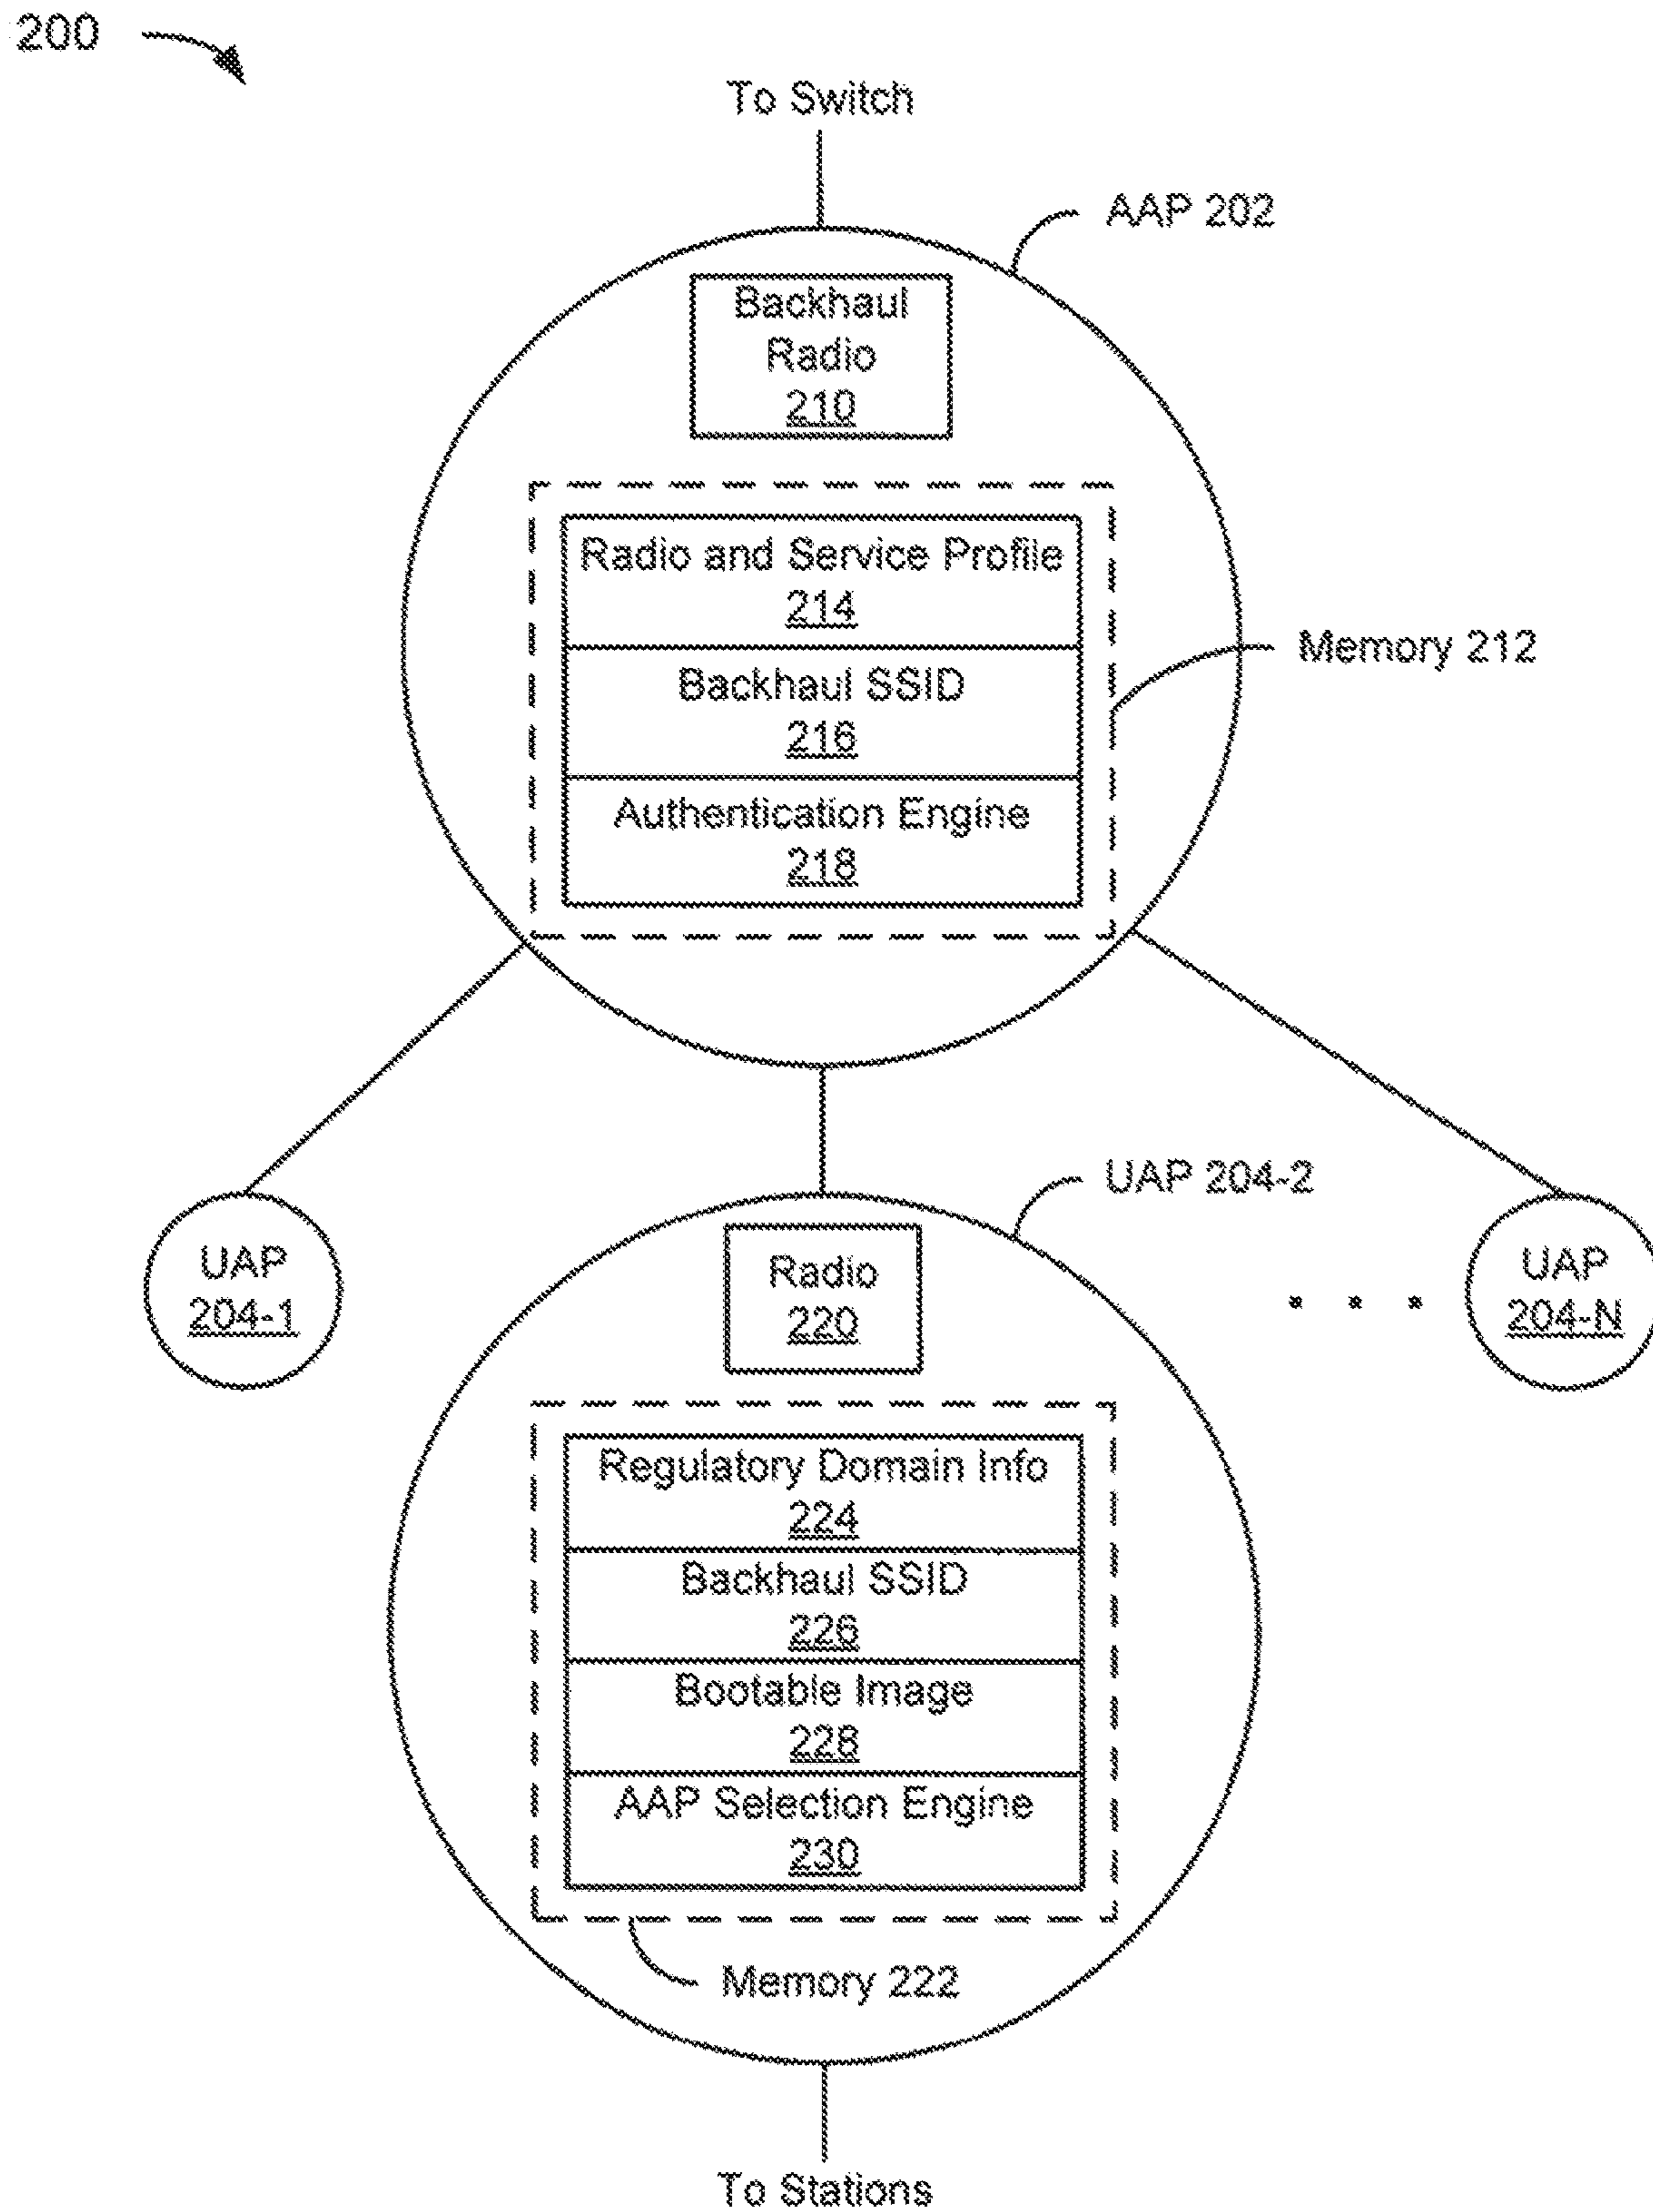 200
To Switch
AAP 202
Backhaul
Radio
210
Radio and Service Profile
214
Memory 212
Backhaul SSID
216
Authentication Engine
218
UAP 204-2
UAP
204-1
Radio
220
. . .
UAP
204-N
Regulatory Domain Info
224
Backhaul SSID
226
Bootable Image
228
AAP Selection Engine
230
Memory 222
To Stations